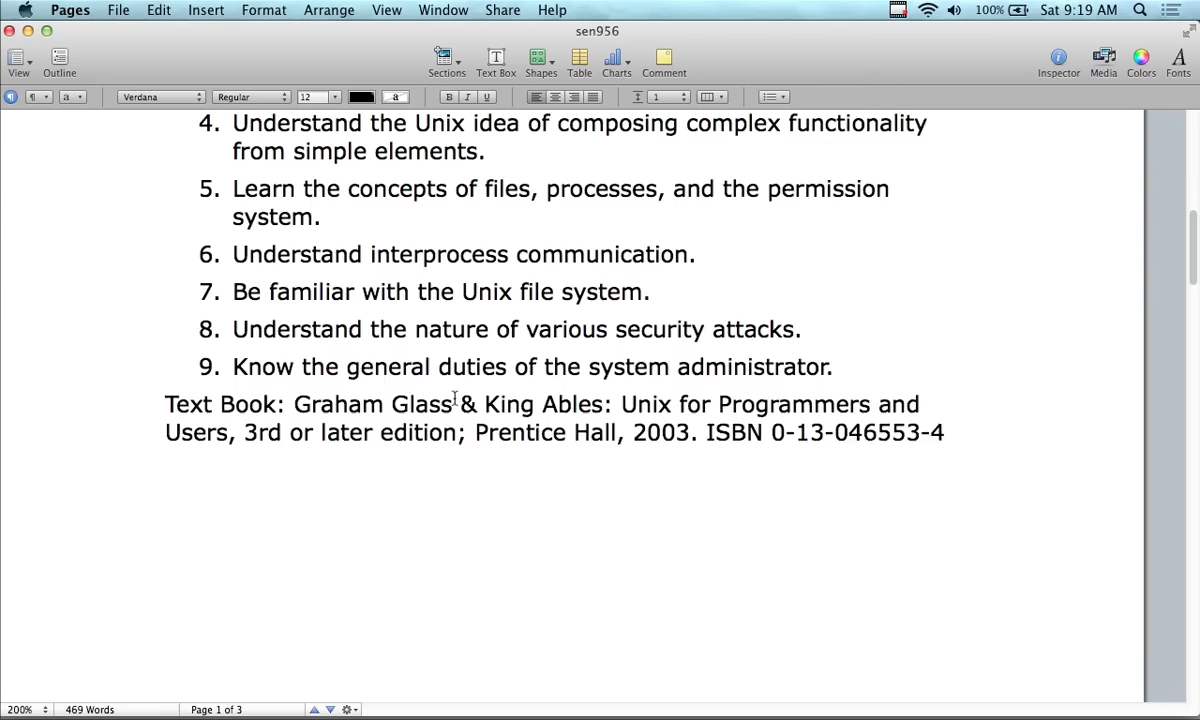 Pages File Edit Insert Format Arrange View Window Share Help 100% Sat 9:19 AM
sen956
View Outline Sections Text Box Shapes Table Charts Comment Inspector Media Colors Fonts
¶ a Verdana Regular 12 a B I U 1
4. Understand the Unix idea of composing complex functionality
from simple elements.
5. Learn the concepts of files, processes, and the permission
system.
6. Understand interprocess communication.
7. Be familiar with the Unix file system.
8. Understand the nature of various security attacks.
9. Know the general duties of the system administrator.
Text Book: Graham Glass & King Ables: Unix for Programmers and
Users, 3rd or later edition; Prentice Hall, 2003. ISBN 0-13-046553-4
200% 469 Words Page 1 of 3